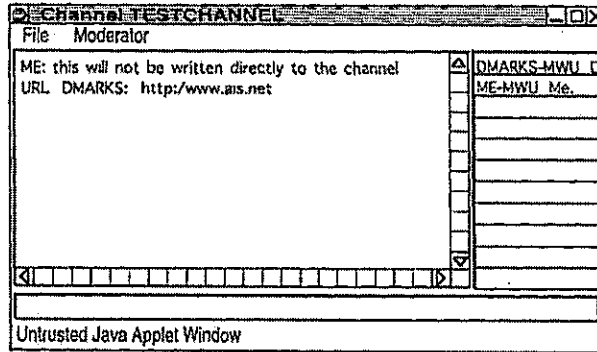 Channel TESTCHANNEL
File Moderator
ME: this will not be written directly to the channel
URL DMARKS: http:/www.ais.net
DMARKS-MWU D
ME-MWU Me.
Untrusted Java Applet Window